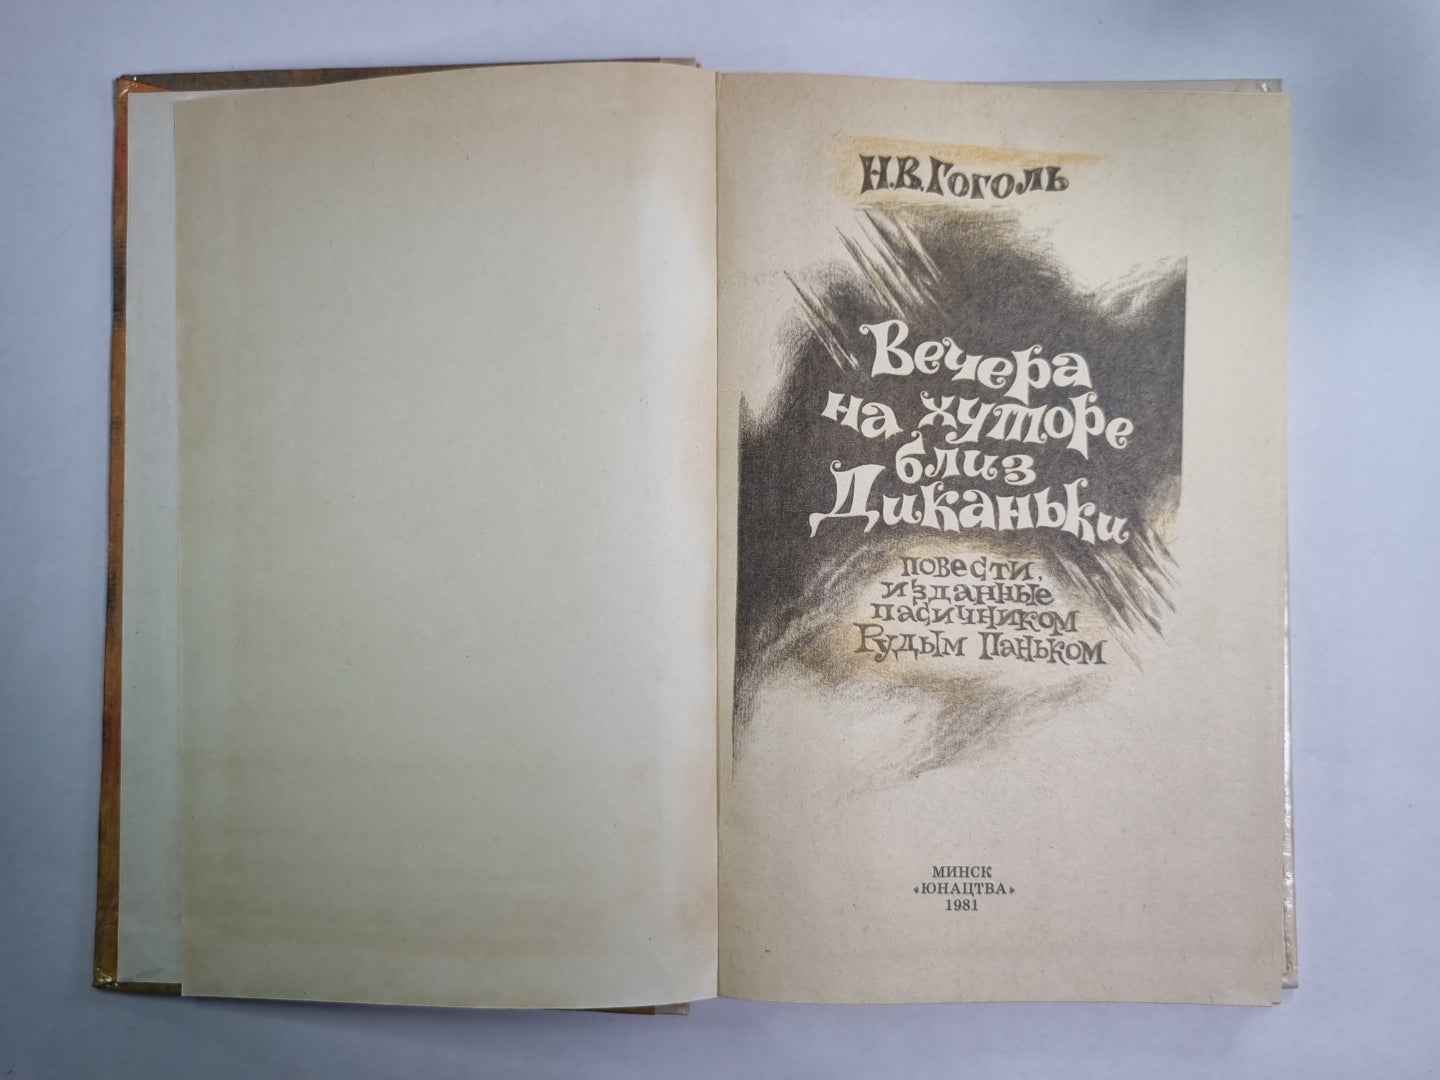 Н.В.Гоголь
Вечера
на хуторе
близ
Диканьки
повести,
изданные
пасичником
Рудым Паньком
МИНСК
«ЮНАЦТВА»
1981